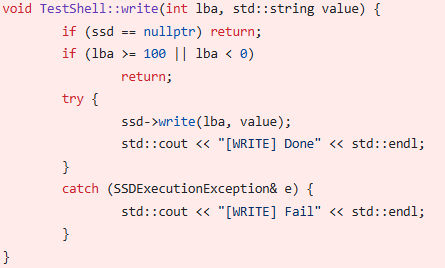 void TestShell::write(int lba, std::string value) {
        if (ssd == nullptr) return;
        if (lba >= 100 || lba < 0)
                return;
        try {
                ssd->write(lba, value);
                std::cout << "[WRITE] Done" << std::endl;
        }
        catch (SSDExecutionException& e) {
                std::cout << "[WRITE] Fail" << std::endl;
        }
}